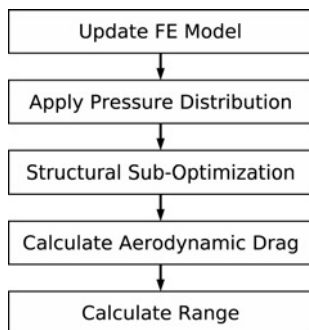 Update FE Model
Apply Pressure Distribution
Structural Sub-Optimization
Calculate Aerodynamic Drag
Calculate Range